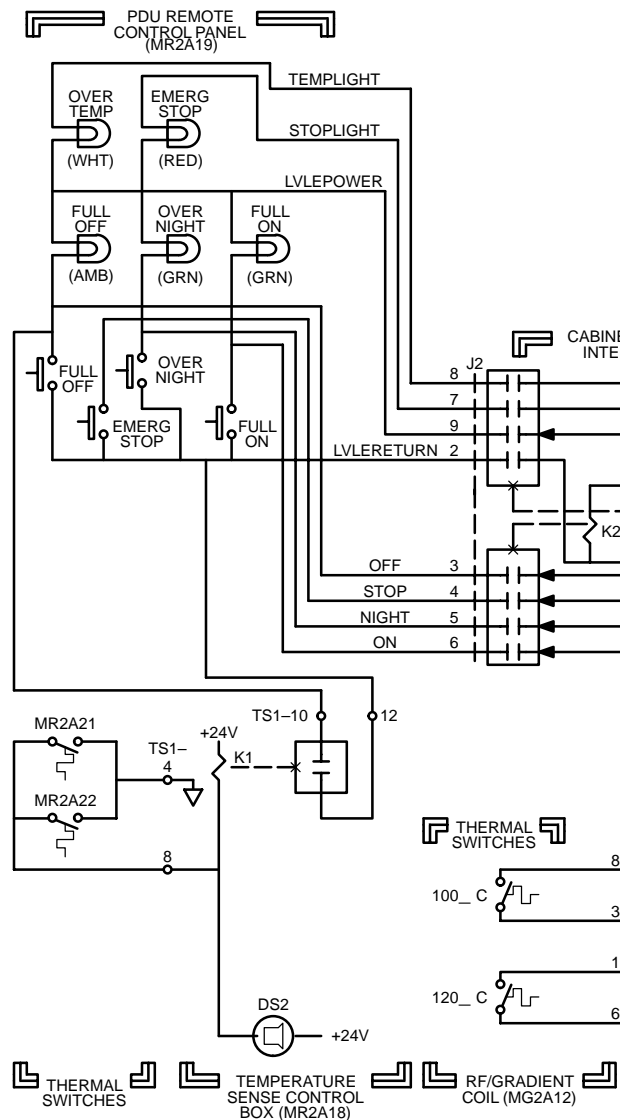 PDU REMOTE
CONTROL PANEL
(MR2A19)
TEMPLIGHT
OVER
TEMP
EMERG
STOP
STOPLIGHT
(WHT)
(RED)
LVLEPOWER
FULL
OFF
OVER
NIGHT
FULL
ON
(AMB)
(GRN)
(GRN)
CABINE
INTE
J2
FULL
OFF
OVER
NIGHT
8
7
9
EMERG
STOP
FULL
ON
LVLERETURN 2
K2
OFF 3
STOP 4
NIGHT 5
ON 6
TS1–10
12
MR2A21
+24V
TS1–
4
K1
MR2A22
8
THERMAL
SWITCHES
8
100_ C
3
1
120_ C
6
DS2
+24V
THERMAL
SWITCHES
TEMPERATURE
SENSE CONTROL
BOX (MR2A18)
RF/GRADIENT
COIL (MG2A12)